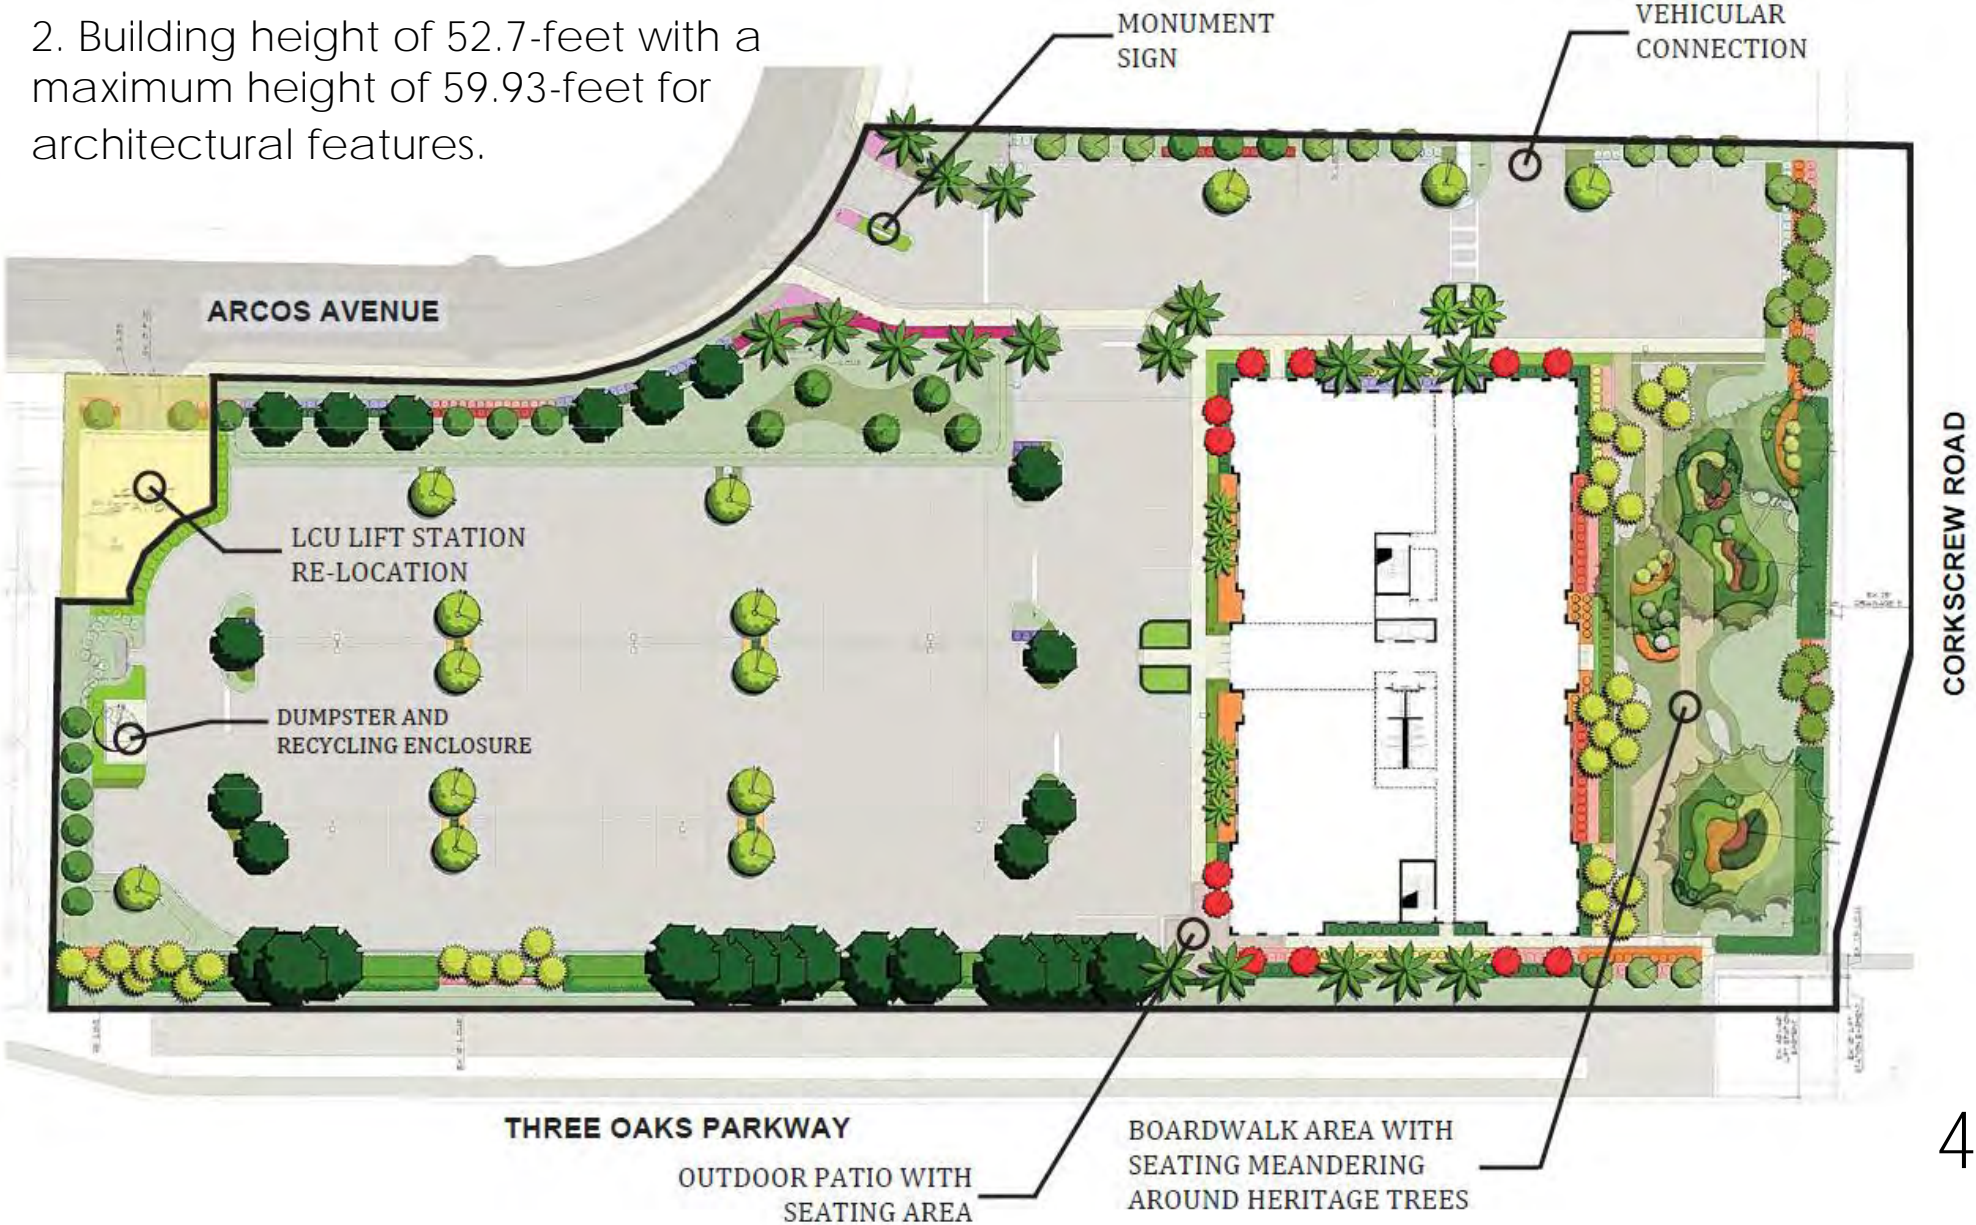 2. Building height of 52.7-feet with a
maximum height of 59.93-feet for
architectural features.
MONUMENT
SIGN
VEHICULAR
CONNECTION
ARCOS AVENUE
LCU LIFT STATION
RE-LOCATION
DUMPSTER AND
RECYCLING ENCLOSURE
CORKSCREW ROAD
THREE OAKS PARKWAY
OUTDOOR PATIO WITH
SEATING AREA
BOARDWALK AREA WITH
SEATING MEANDERING
AROUND HERITAGE TREES
4